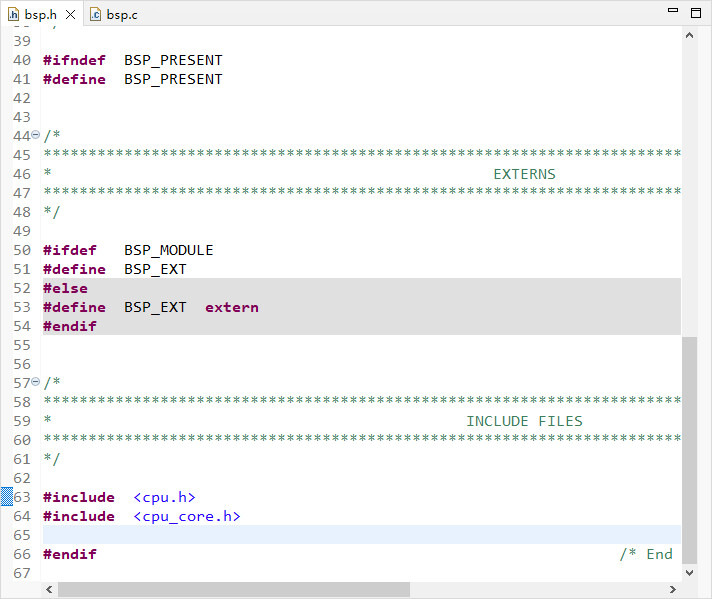 bsp.h bsp.c
39
40 #ifndef BSP_PRESENT
41 #define BSP_PRESENT
42
43
44 /*
45 ***********************************************************************
46 * EXTERNS
47 ***********************************************************************
48 */
49
50 #ifdef BSP_MODULE
51 #define BSP_EXT
52 #else
53 #define BSP_EXT extern
54 #endif
55
56
57 /*
58 ***********************************************************************
59 * INCLUDE FILES
60 ***********************************************************************
61 */
62
63 #include <cpu.h>
64 #include <cpu_core.h>
65
66 #endif /* End
67